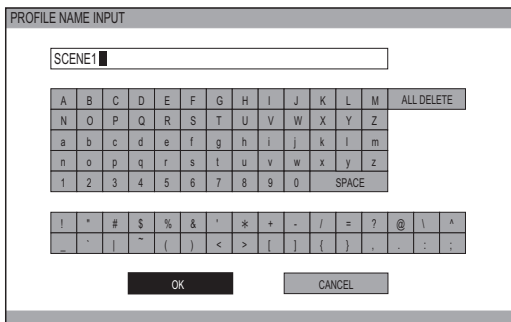 PROFILE NAME INPUT
SCENE1
A B C D E F G H I J K L M ALL DELETE
N O P Q R S T U V W X Y Z
a b c d e f g h i j k l m
n o p q r s t u v w x y z
1 2 3 4 5 6 7 8 9 0 SPACE
! " # $ % & ' * + - / = ? @ \ ^
_ ` | ~ ( ) < > [ ] { } , . : ;
OK CANCEL